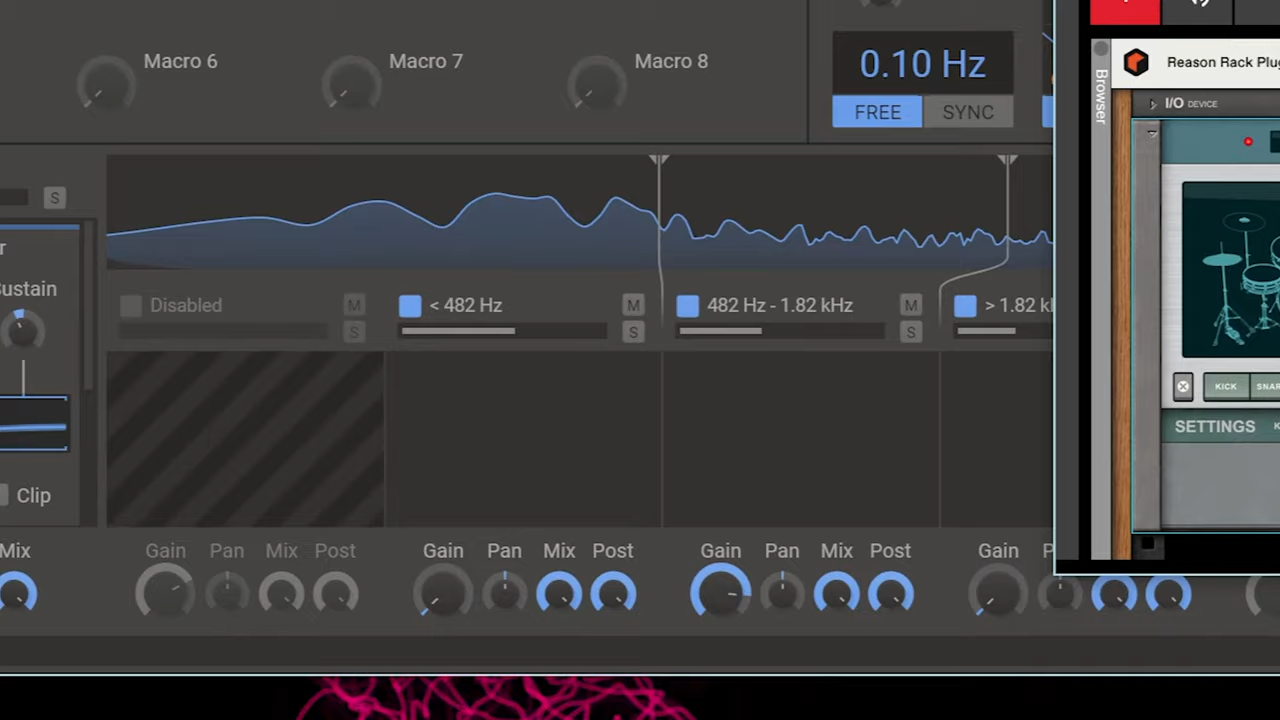 Macro 6 Macro 7 Macro 8 0.10 Hz
FREE SYNC
Browser
Reason Rack
I/O DEVICE
S
Sustain
Disabled M S
< 482 Hz M S
482 Hz - 1.82 kHz M S
> 1.82
KICK
SETTINGS
Clip
Mix Gain Pan Mix Post Gain Pan Mix Post Gain Pan Mix Post Gain